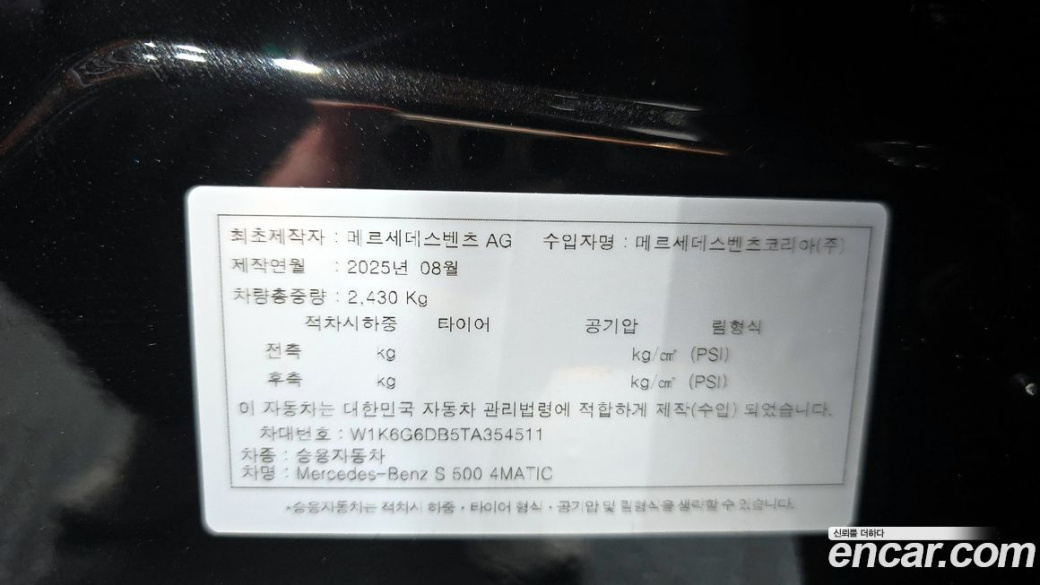 최초제작자 : 메르세데스벤츠 AG 수입자명 : 메르세데스벤츠코리아(주)
제작연월 : 2025년 08월
차량총중량 : 2,430 Kg
적차시하중 타이어 공기압 림형식
전축 kg kg/㎠ (PSI)
후축 kg kg/㎠ (PSI)
이 자동차는 대한민국 자동차 관리법령에 적합하게 제작(수입) 되었습니다.
차대번호 : W1K6G6DB5TA354511
차종 : 승용자동차
차명 : Mercedes-Benz S 500 4MATIC
*승용자동차는 적차시 하중·타이어 형식·공기압 및 림형식을 생략할 수 있습니다.
신뢰를 더하다
encar.com